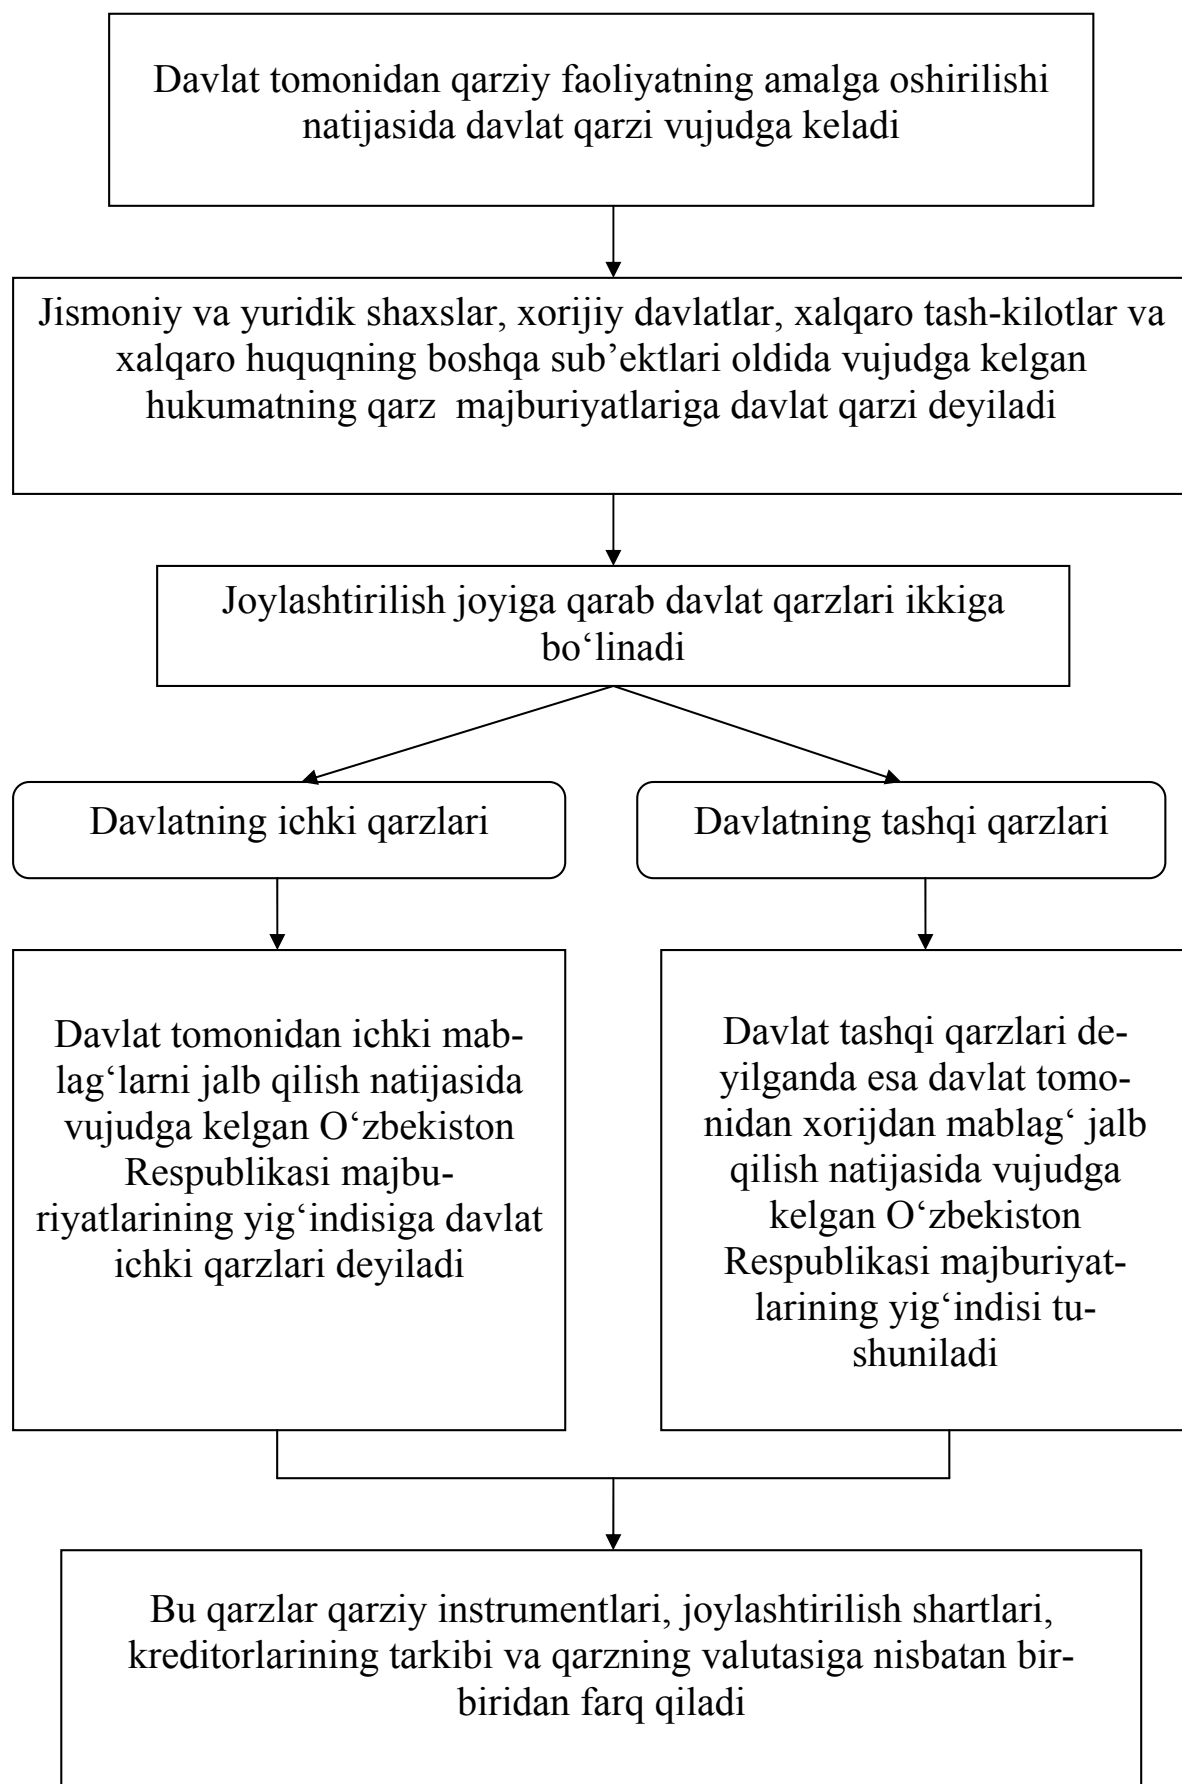 Davlat tomonidan qarziy faoliyatning amalga oshirilishi
natijasida davlat qarzi vujudga keladi
Jismoniy va yuridik shaxslar, xorijiy davlatlar, xalqaro tash-kilotlar va
xalqaro huquqning boshqa sub’ektlari oldida vujudga kelgan
hukumatning qarz  majburiyatlariga davlat qarzi deyiladi
Joylashtirilish joyiga qarab davlat qarzlari ikkiga
bo‘linadi
Davlatning ichki qarzlari
Davlatning tashqi qarzlari
Davlat tomonidan ichki mab-
lag‘larni jalb qilish natijasida
vujudga kelgan O‘zbekiston
Respublikasi majbu-
riyatlarining yig‘indisiga davlat
ichki qarzlari deyiladi
Davlat tashqi qarzlari de-
yilganda esa davlat tomo-
nidan xorijdan mablag‘ jalb
qilish natijasida vujudga
kelgan O‘zbekiston
Respublikasi majburiyat-
larining yig‘indisi tu-
shuniladi
Bu qarzlar qarziy instrumentlari, joylashtirilish shartlari,
kreditorlarining tarkibi va qarzning valutasiga nisbatan bir-
biridan farq qiladi